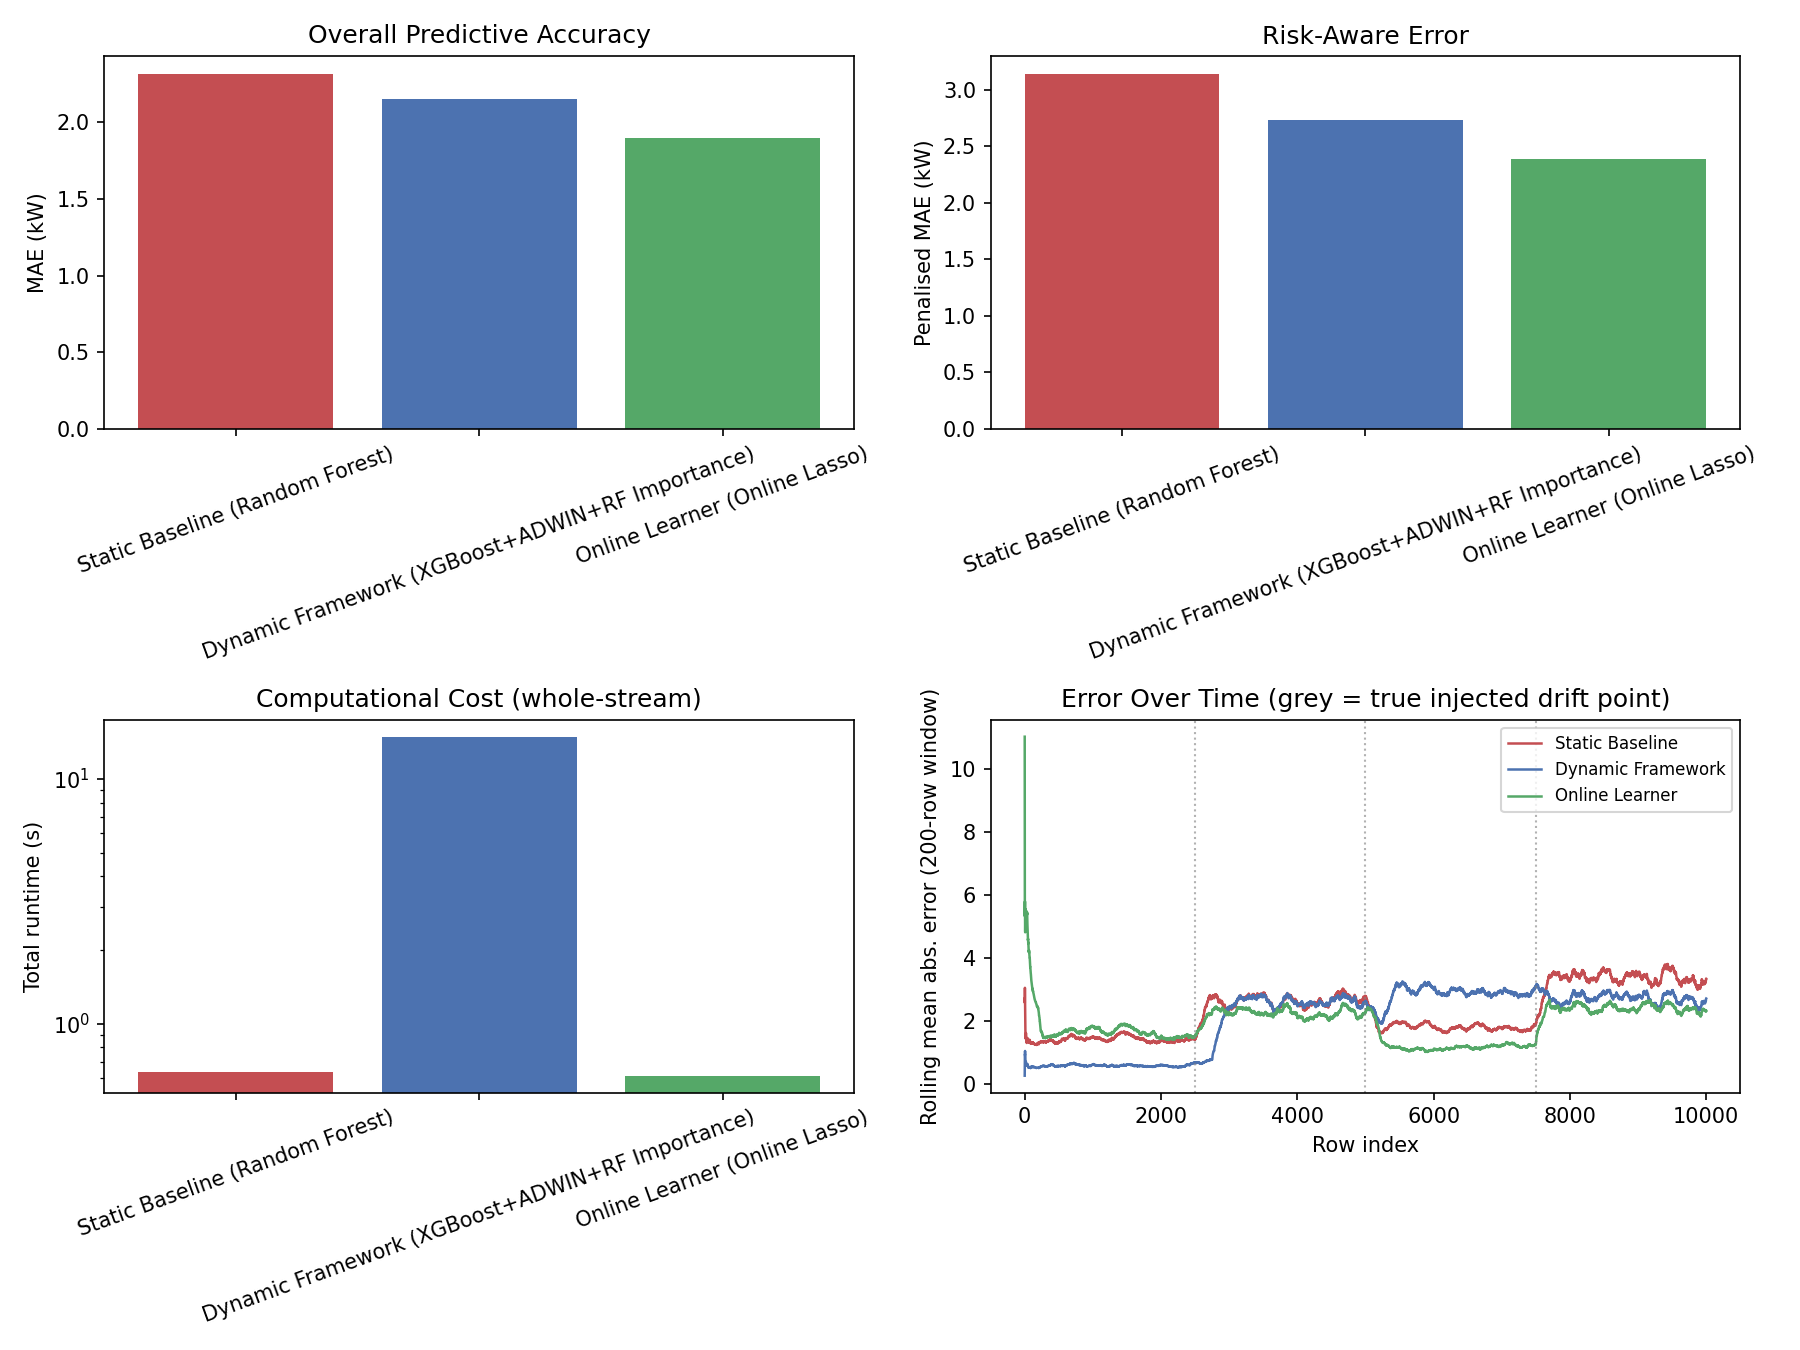 Overall Predictive Accuracy
MAE (kW)
2.0
1.5
1.0
0.5
0.0
Static Baseline (Random Forest)
Dynamic Framework (XGBoost+ADWIN+RF Importance)
Online Learner (Online Lasso)
Risk-Aware Error
Penalised MAE (kW)
3.0
2.5
2.0
1.5
1.0
0.5
0.0
Static Baseline (Random Forest)
Dynamic Framework (XGBoost+ADWIN+RF Importance)
Online Learner (Online Lasso)
Computational Cost (whole-stream)
Total runtime (s)
10¹
10⁰
Static Baseline (Random Forest)
Dynamic Framework (XGBoost+ADWIN+RF Importance)
Online Learner (Online Lasso)
Error Over Time (grey = true injected drift point)
Rolling mean abs. error (200-row window)
10
8
6
4
2
0
Static Baseline
Dynamic Framework
Online Learner
0 2000 4000 6000 8000 10000
Row index